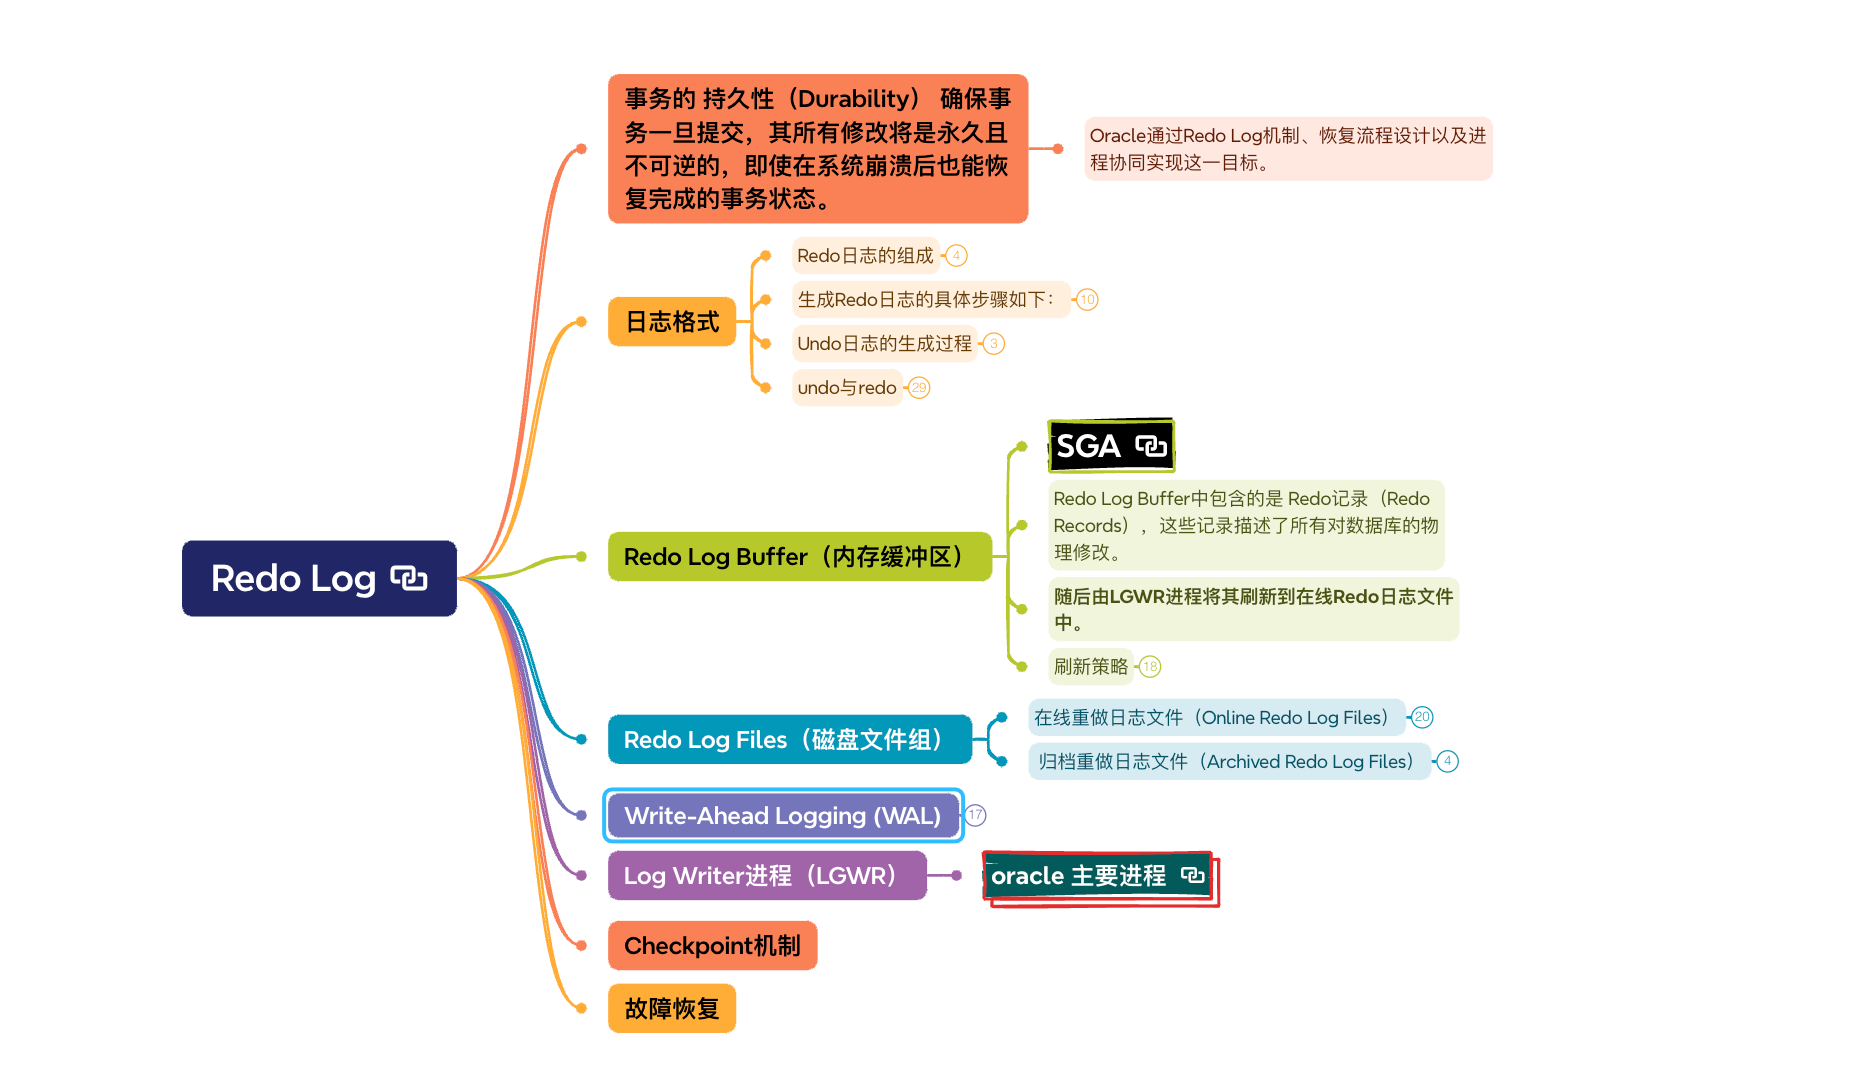 事务的 持久性（Durability） 确保事
务一旦提交，其所有修改将是永久且
不可逆的，即使在系统崩溃后也能恢
复完成的事务状态。
Oracle通过Redo Log机制、恢复流程设计以及进
程协同实现这一目标。
Redo日志的组成 4
生成Redo日志的具体步骤如下： 10
日志格式
Undo日志的生成过程 3
undo与redo 29
SGA
Redo Log Buffer中包含的是 Redo记录（Redo
Records），这些记录描述了所有对数据库的物
理修改。
Redo Log Buffer（内存缓冲区）
随后由LGWR进程将其刷新到在线Redo日志文件
中。
刷新策略 18
Redo Log
在线重做日志文件（Online Redo Log Files） 20
Redo Log Files（磁盘文件组）
归档重做日志文件（Archived Redo Log Files） 4
Write-Ahead Logging (WAL) 17
Log Writer进程（LGWR）
oracle 主要进程
Checkpoint机制
故障恢复